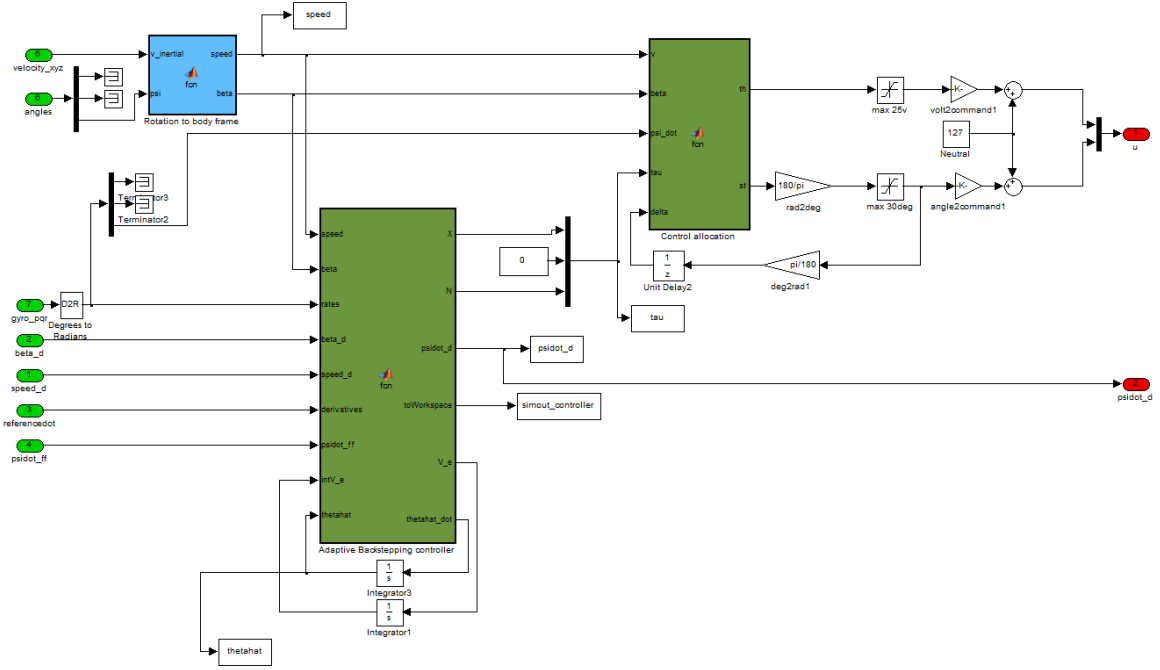 speed
5
velocity_xyz
6
angles
v_inertial
speed
psi
beta
fcn
Rotation to body frame
Terminator3
Terminator2
v
beta
psi_dot
tau
delta
th
st
fcn
Control allocation
max 25v
-K-
volt2command1
127
Neutral
180/pi
rad2deg
max 30deg
-K-
angle2command1
1
u
1
z
Unit Delay2
pi/180
deg2rad1
0
tau
7
gyro_pqr
D2R
Degrees to
Radians
2
beta_d
1
speed_d
3
referencedot
4
psidot_ff
speed
beta
rates
beta_d
speed_d
derivatives
psidot_ff
intV_e
thetahat
X
N
psidot_d
toWorkspace
V_e
thetahat_dot
fcn
Adaptive Backstepping controller
psidot_d
simout_controller
2
psidot_d
1
s
Integrator3
1
s
Integrator1
thetahat